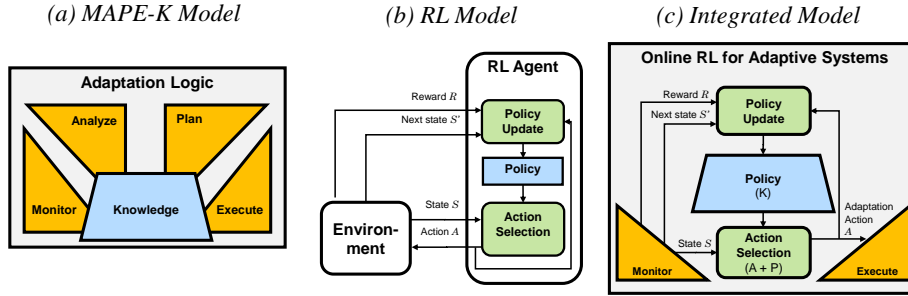 (a) MAPE-K Model
Adaptation Logic
Analyze
Plan
Monitor
Knowledge
Execute
(b) RL Model
RL Agent
Reward R
Next state S'
Policy
Update
Policy
State S
Action A
Environ-
ment
Action
Selection
(c) Integrated Model
Online RL for Adaptive Systems
Reward R
Next state S'
Policy
Update
Policy
(K)
Adaptation
Action
A
State S
Action
Selection
(A + P)
Monitor
Execute